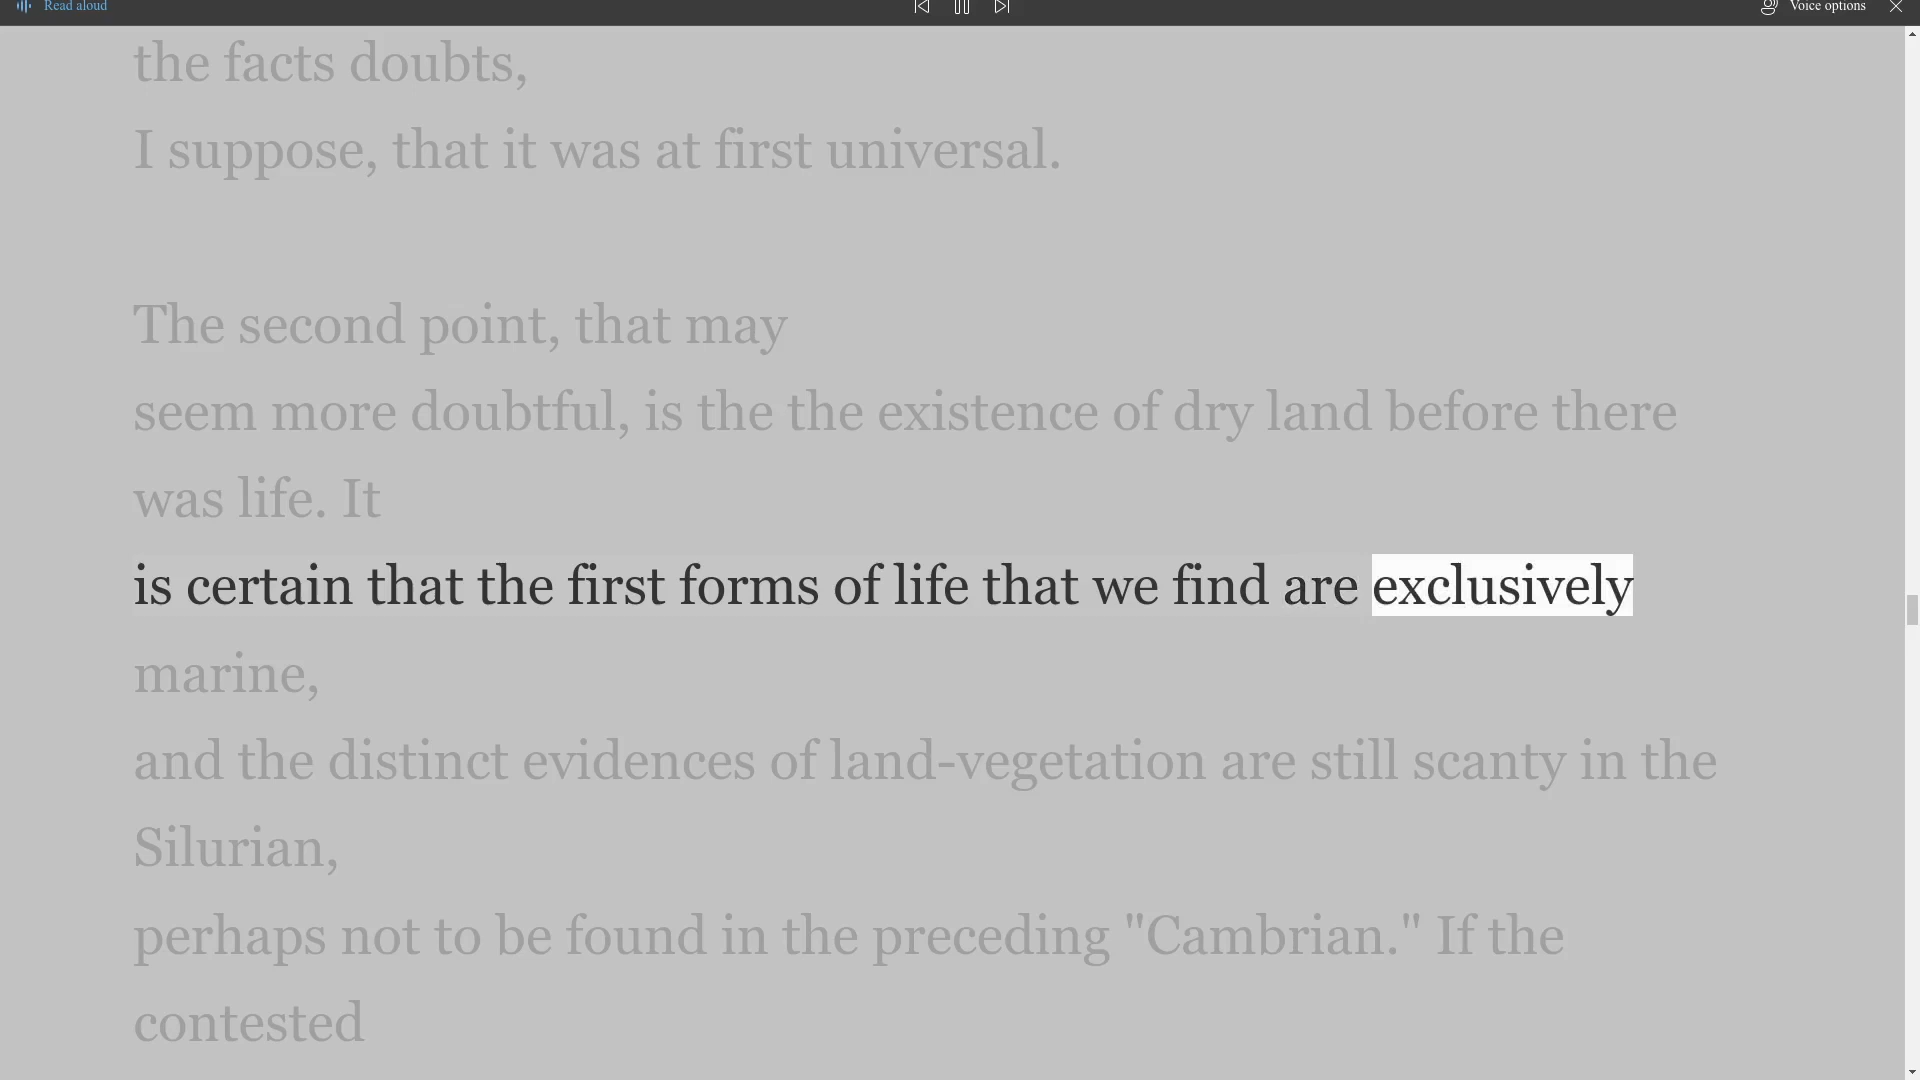 Read aloud
Voice options
the facts doubts,
I suppose, that it was at first universal.
The second point, that may
seem more doubtful, is the the existence of dry land before there
was life. It
is certain that the first forms of life that we find are exclusively
marine,
and the distinct evidences of land-vegetation are still scanty in the
Silurian,
perhaps not to be found in the preceding "Cambrian." If the
contested